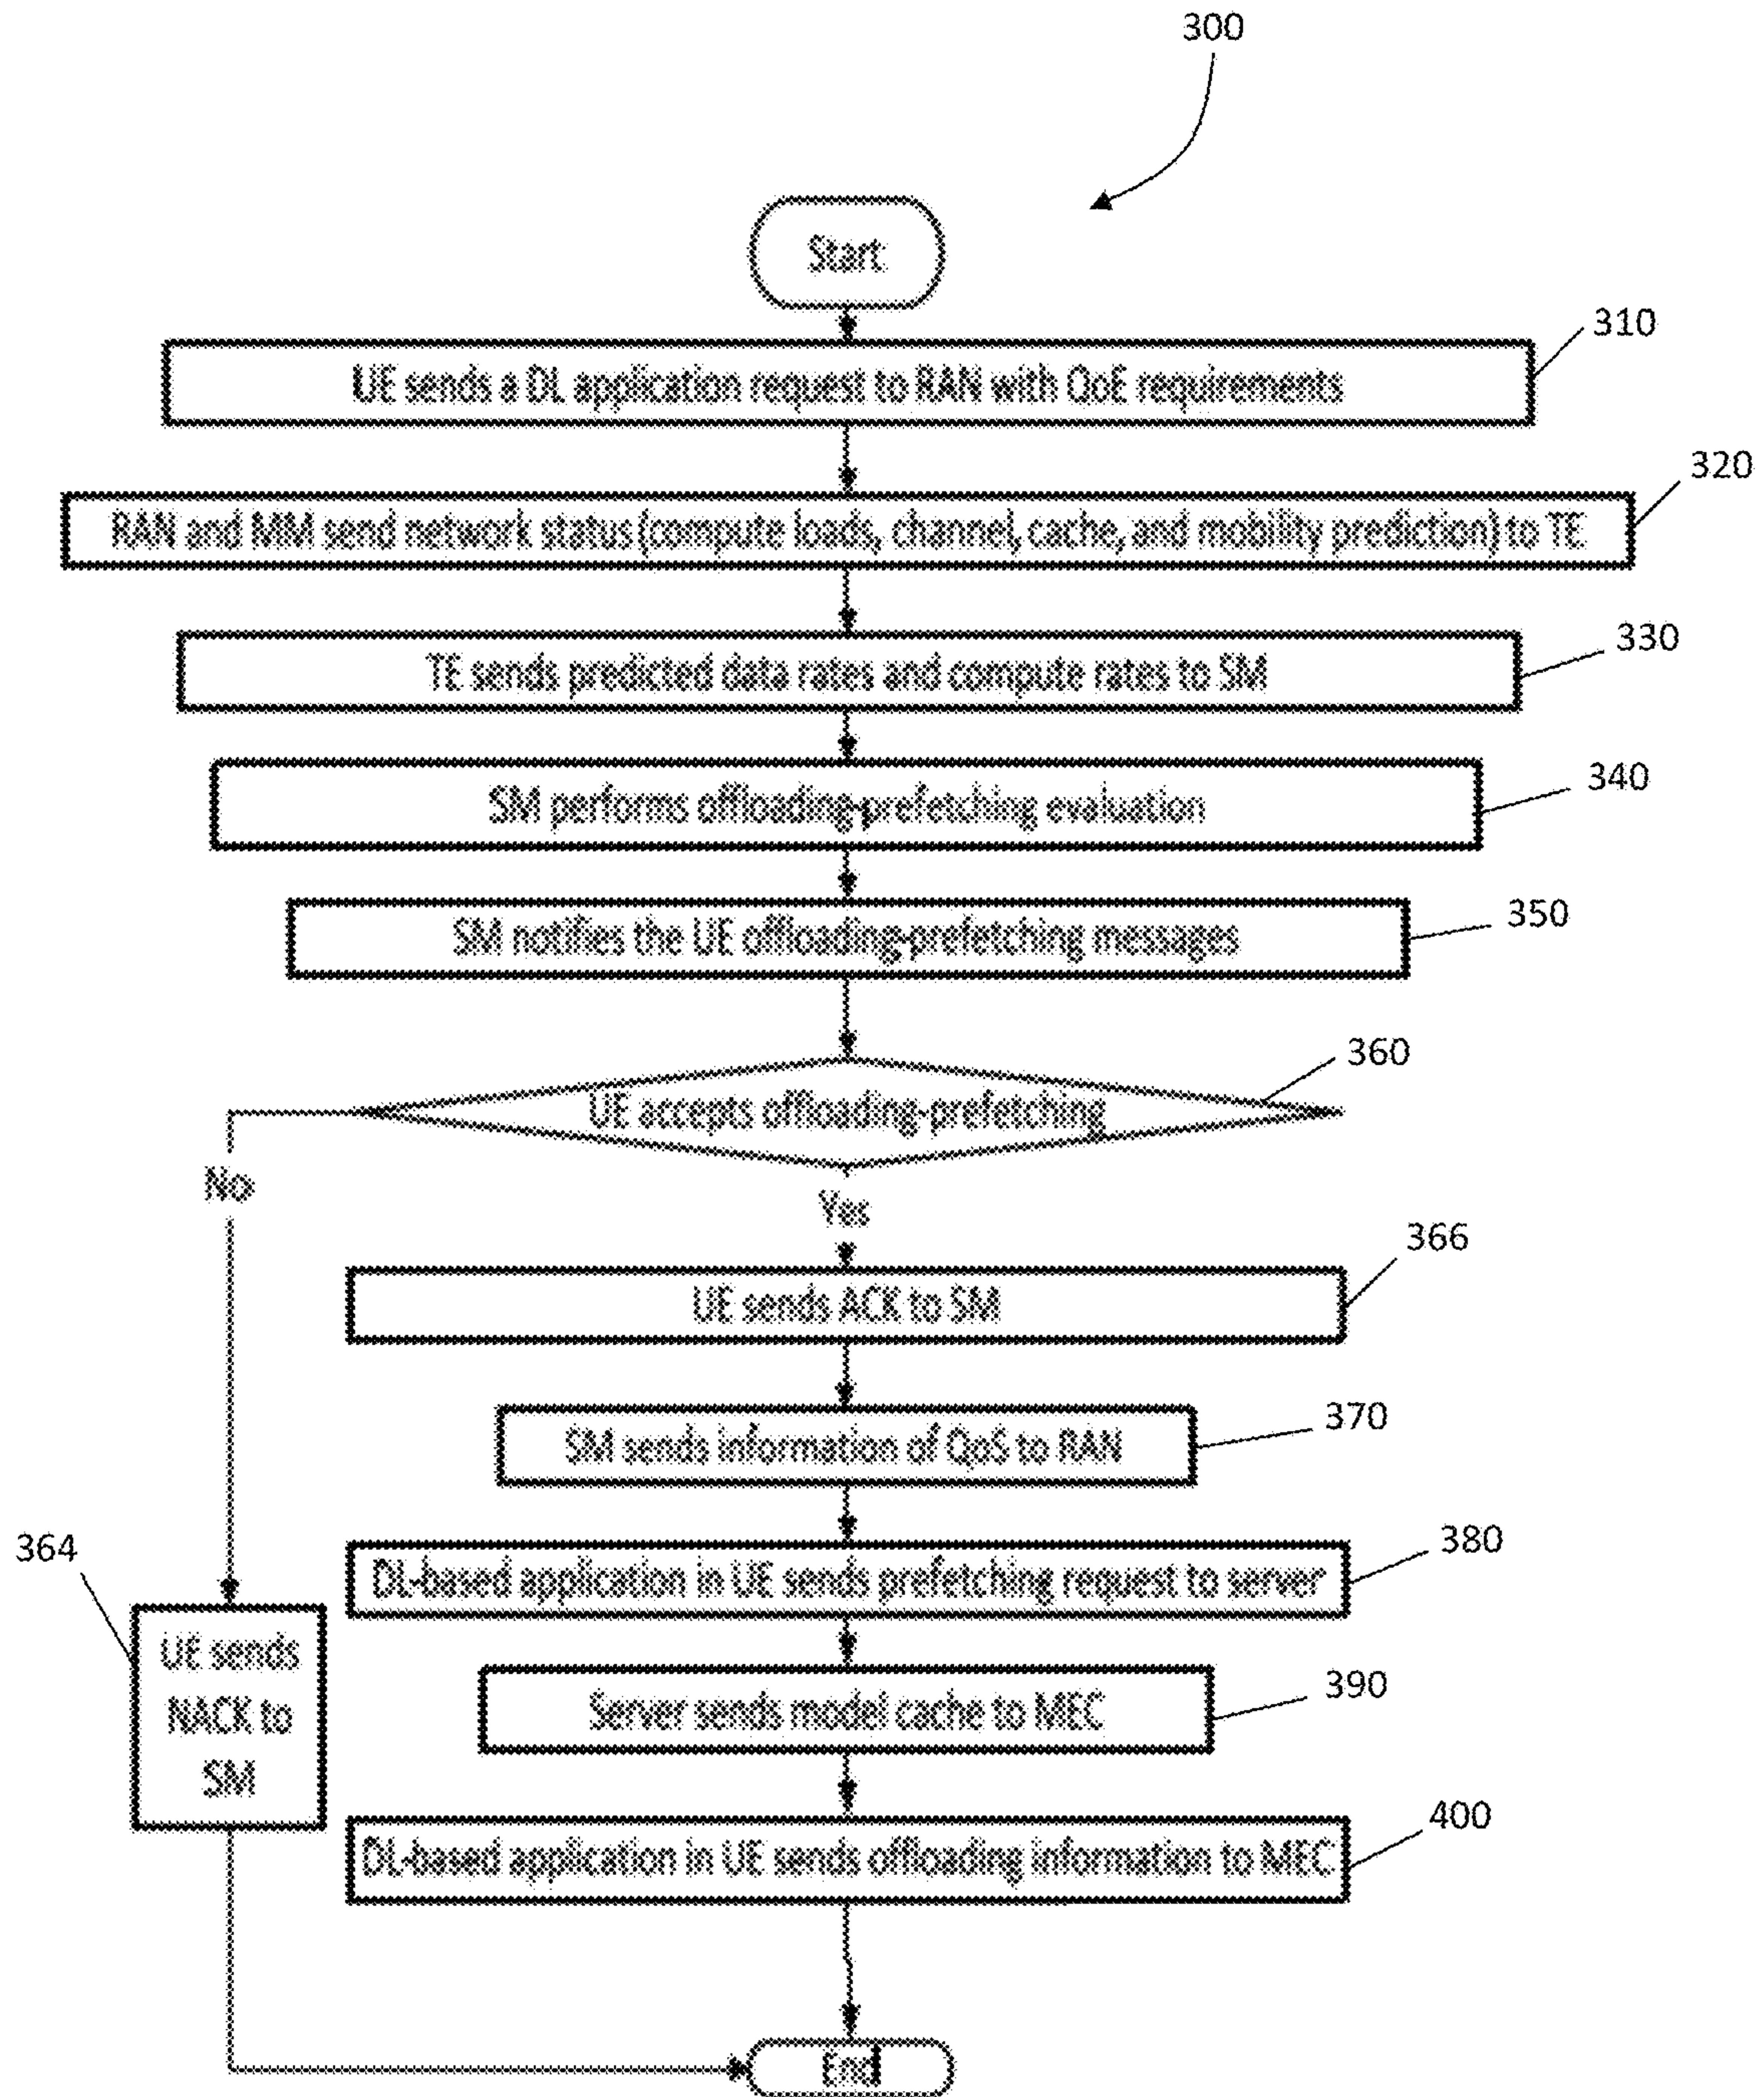 300
Start
310
UE sends a DL application request to RAN with QoE requirements
320
RAN and MM send network status (compute loads, channel, cache, and mobility prediction) to TE
330
TE sends predicted data rates and compute rates to SM
340
SM performs offloading-prefetching evaluation
350
SM notifies the UE offloading-prefetching messages
360
UE accepts offloading-prefetching
No
Yes
366
UE sends ACK to SM
370
SM sends information of QoS to RAN
364
380
DL-based application in UE sends prefetching request to server
UE sends
NACK to
SM
390
Server sends model cache to MEC
400
DL-based application in UE sends offloading information to MEC
End